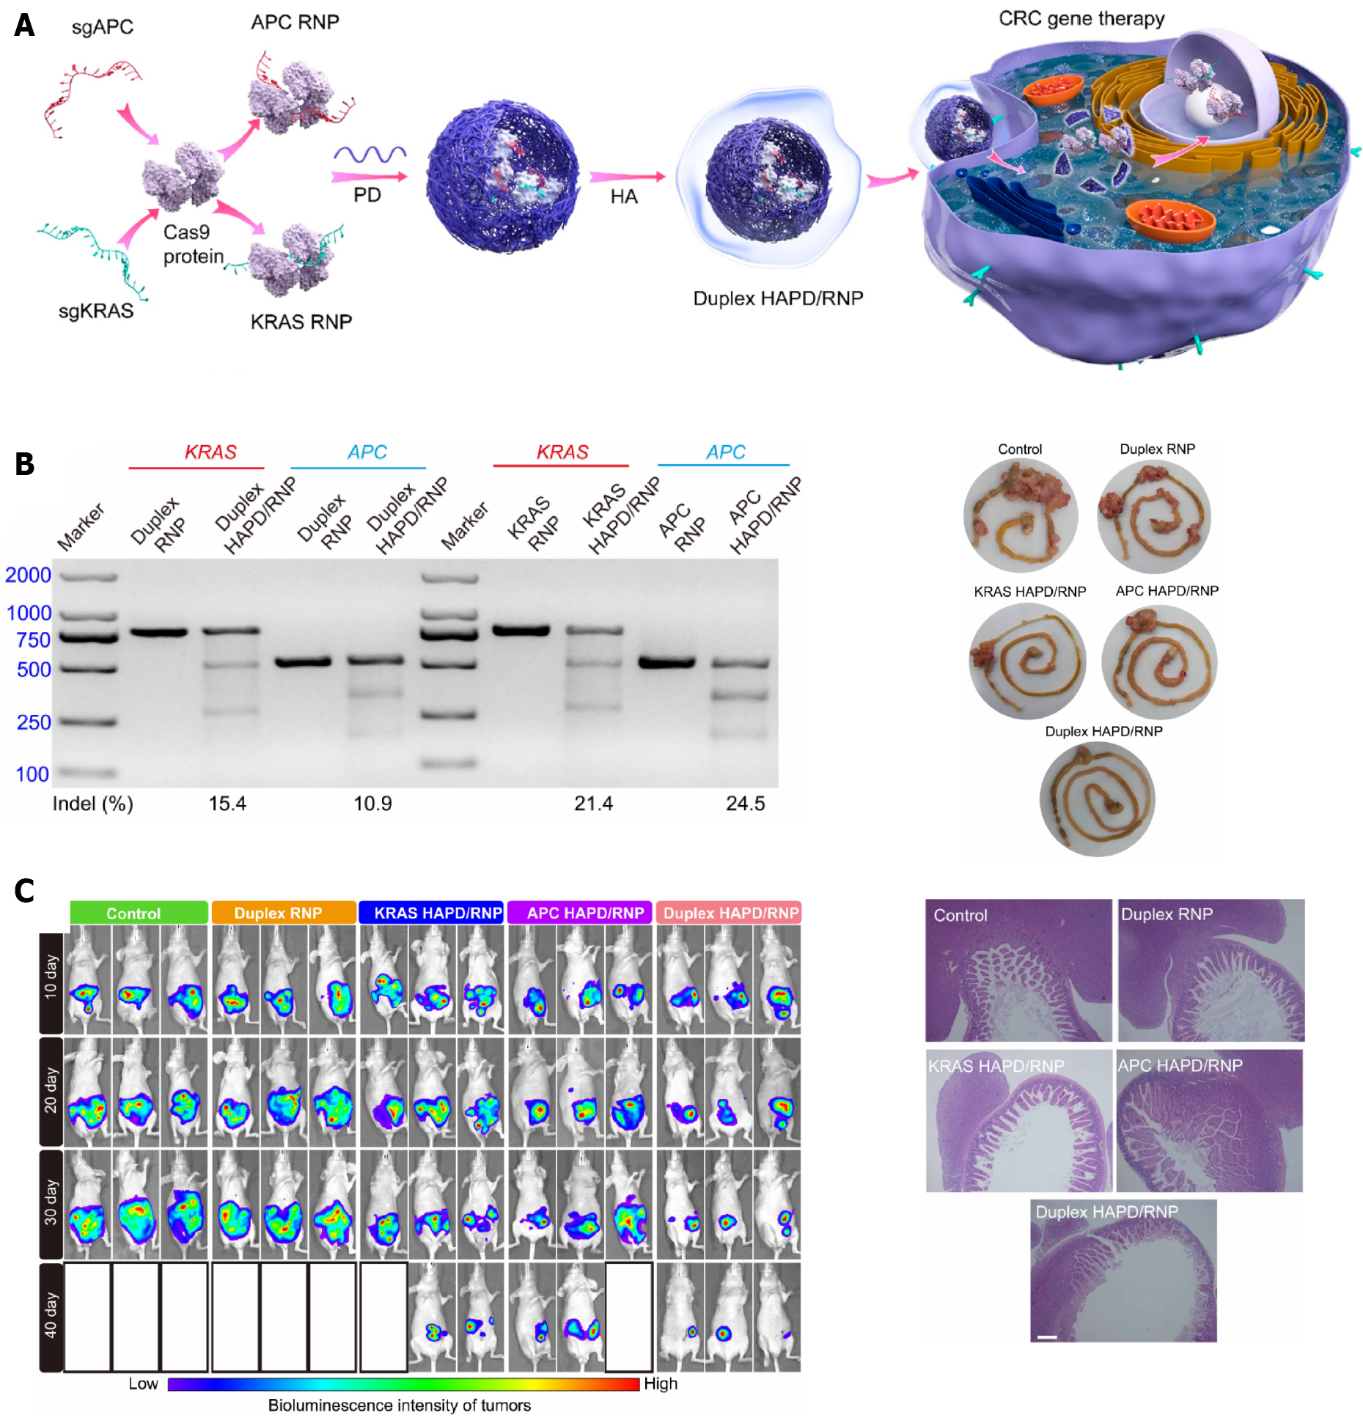 A
sgAPC
APC RNP
CRC gene therapy
PD
HA
Cas9
protein
sgKRAS
KRAS RNP
Duplex HAPD/RNP
B
KRAS
APC
KRAS
APC
Marker
Duplex
RNP
Duplex
HAPD/RNP
Duplex
RNP
Duplex
HAPD/RNP
Marker
KRAS
RNP
KRAS
HAPD/RNP
APC
RNP
APC
HAPD/RNP
2000
1000
750
500
250
100
Indel (%) 15.4 10.9 21.4 24.5
Control
Duplex RNP
KRAS HAPD/RNP
APC HAPD/RNP
Duplex HAPD/RNP
C
Control Duplex RNP KRAS HAPD/RNP APC HAPD/RNP Duplex HAPD/RNP
10 day
20 day
30 day
40 day
Low High
Bioluminescence intensity of tumors
Control
Duplex RNP
KRAS HAPD/RNP
APC HAPD/RNP
Duplex HAPD/RNP